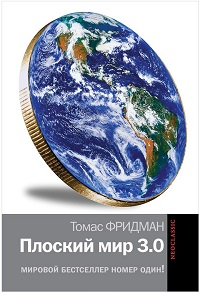 Томас ФРИДМАН
Плоский мир 3.0
МИРОВОЙ БЕСТСЕЛЛЕР НОМЕР ОДИН!
NEOCLASSIC